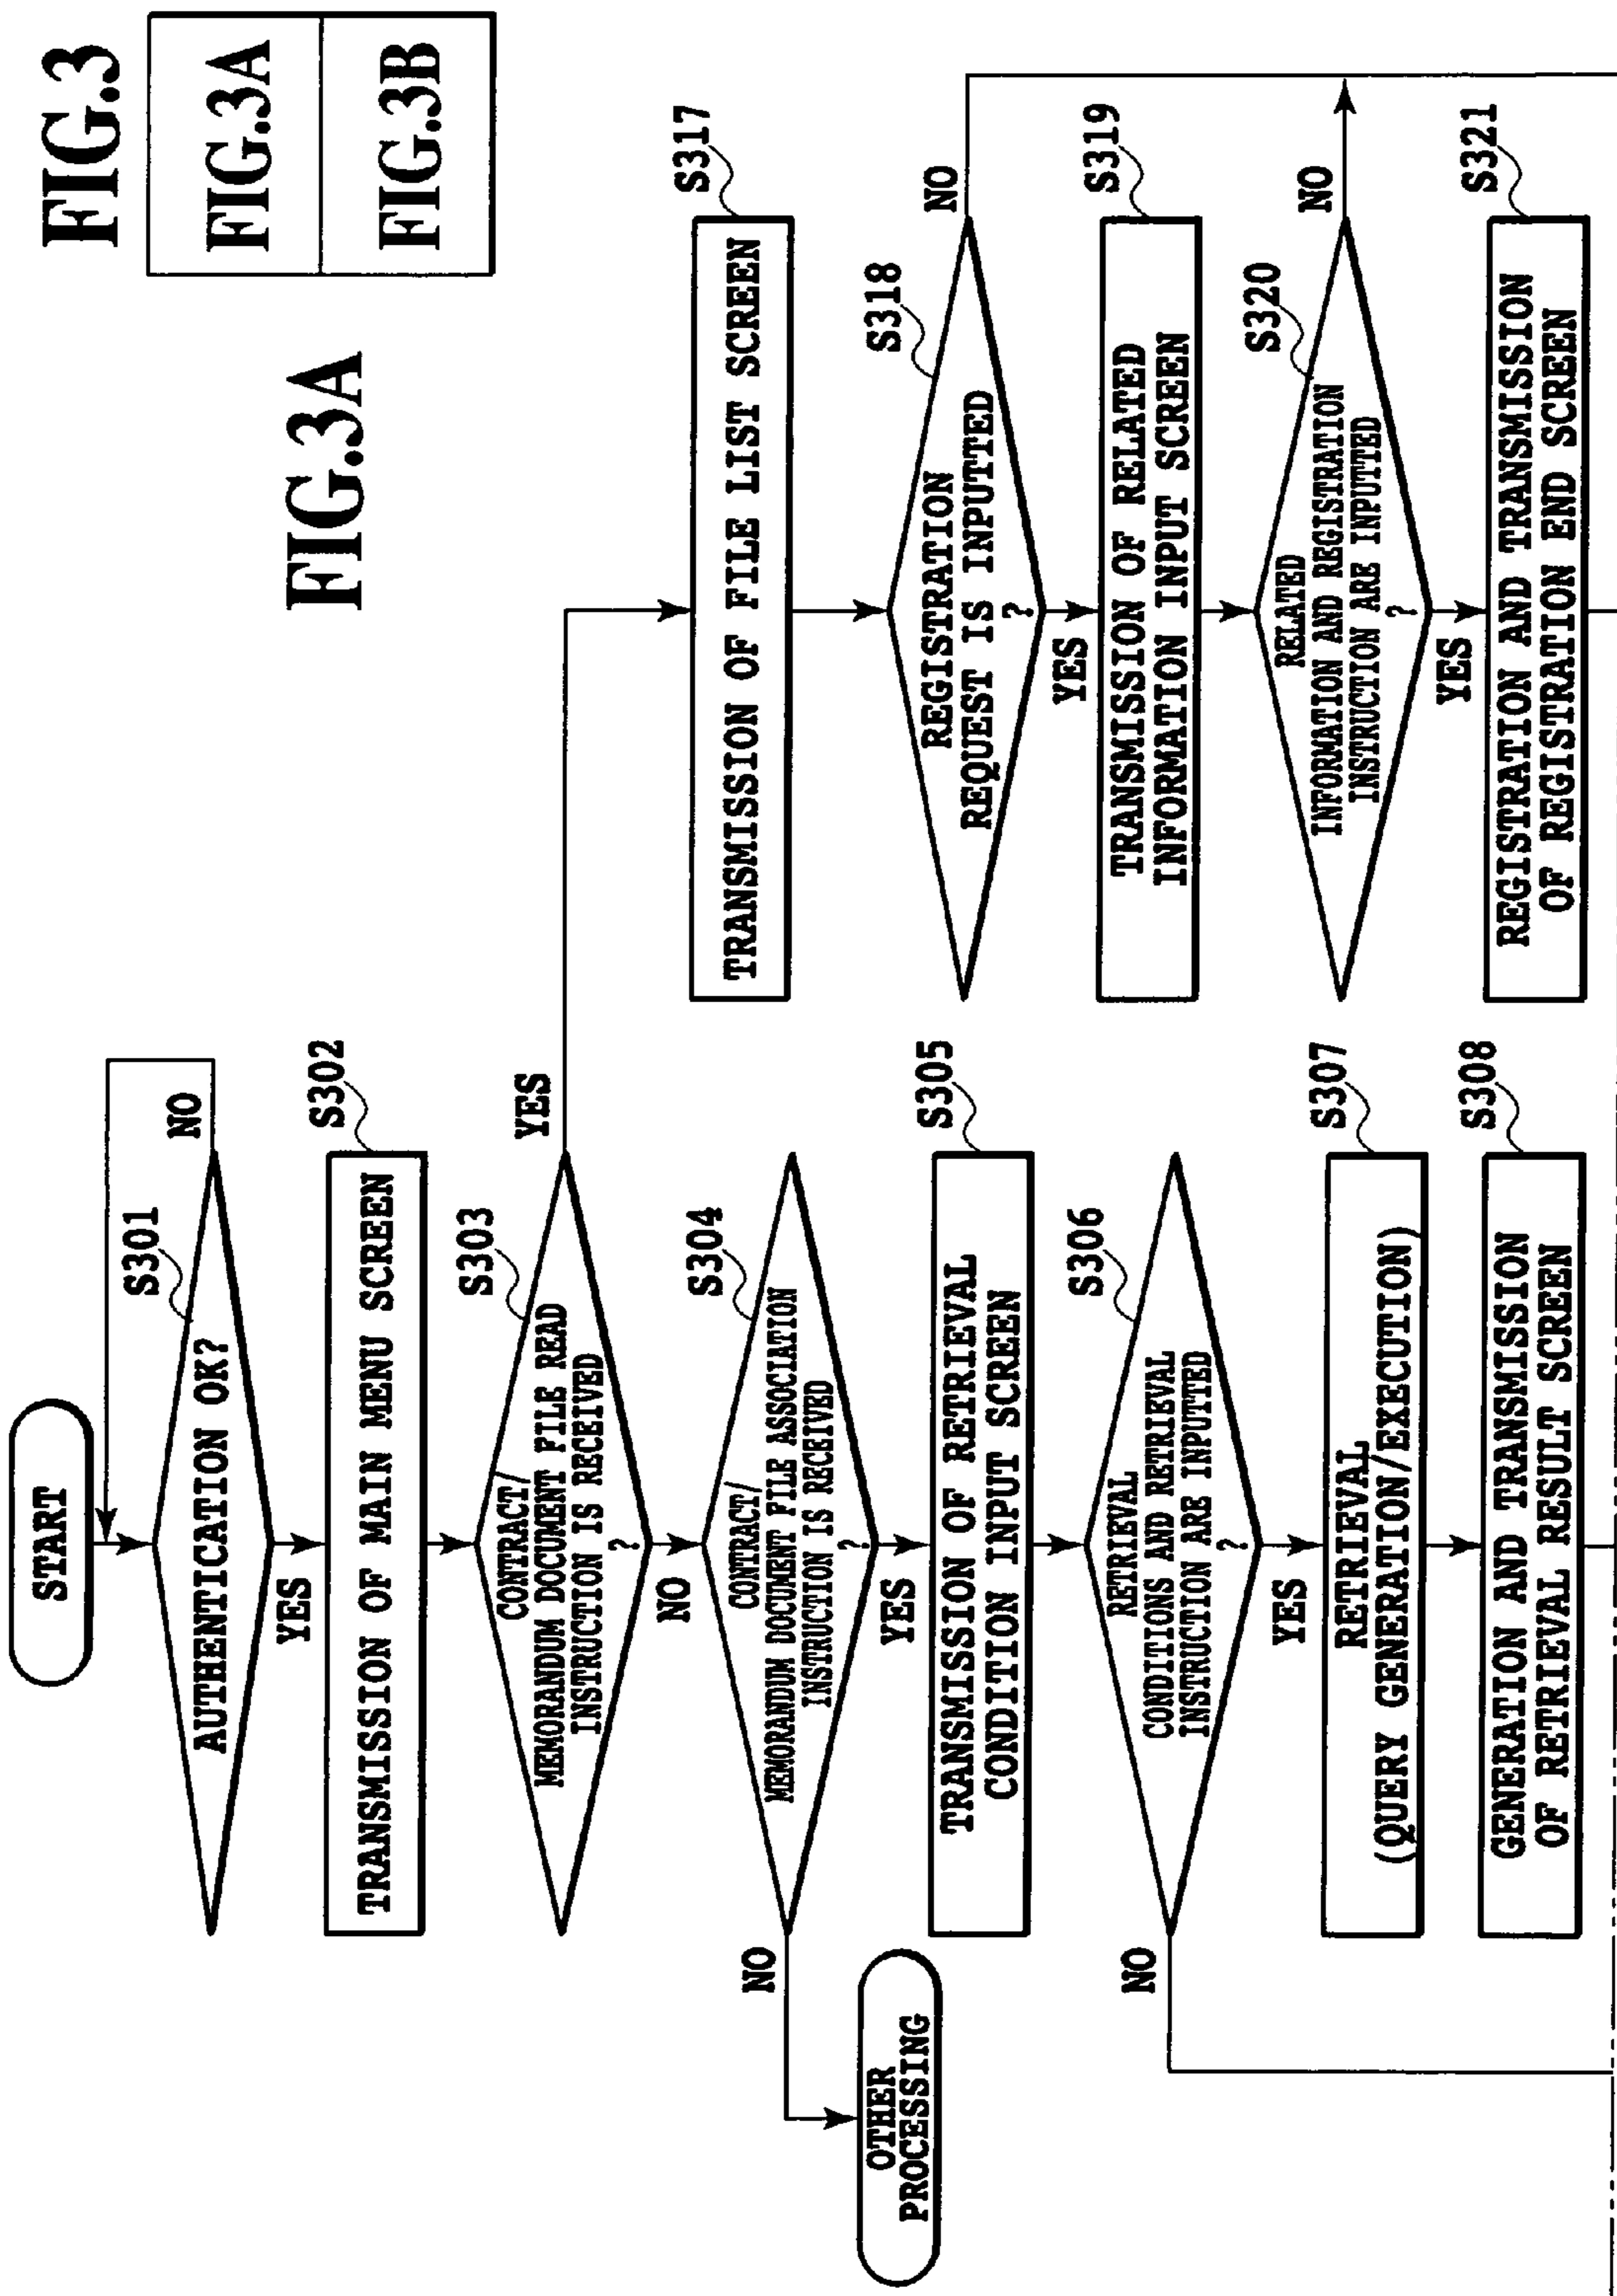 FIG.3
FIG.3A
FIG.3B
FIG.3A
START
AUTHENTICATION OK?
S301
NO
YES
TRANSMISSION OF MAIN MENU SCREEN
S302
CONTRACT/
MEMORANDUM DOCUMENT FILE READ
INSTRUCTION IS RECEIVED
?
S303
YES
NO
CONTRACT/
MEMORANDUM DOCUMENT FILE ASSOCIATION
INSTRUCTION IS RECEIVED
?
S304
NO
OTHER
PROCESSING
YES
TRANSMISSION OF RETRIEVAL
CONDITION INPUT SCREEN
S305
RETRIEVAL
CONDITIONS AND RETRIEVAL
INSTRUCTION ARE INPUTTED
?
S306
NO
YES
RETRIEVAL
(QUERY GENERATION/EXECUTION)
S307
GENERATION AND TRANSMISSION
OF RETRIEVAL RESULT SCREEN
S308
TRANSMISSION OF FILE LIST SCREEN
S317
REGISTRATION
REQUEST IS INPUTTED
?
S318
NO
YES
TRANSMISSION OF RELATED
INFORMATION INPUT SCREEN
S319
RELATED
INFORMATION AND REGISTRATION
INSTRUCTION ARE INPUTTED
?
S320
NO
YES
REGISTRATION AND TRANSMISSION
OF REGISTRATION END SCREEN
S321